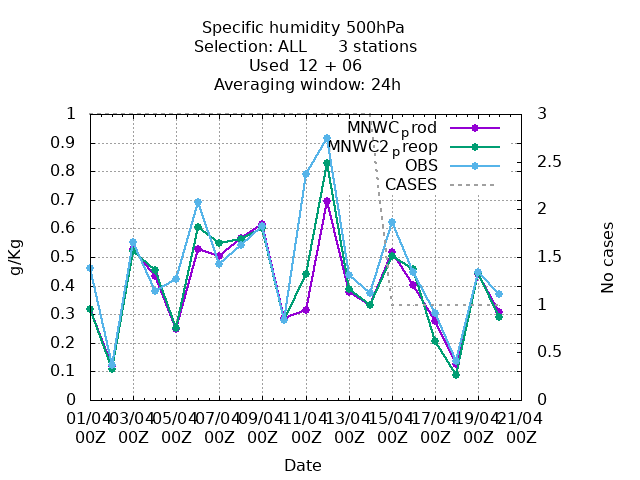 Specific humidity 500hPa
Selection: ALL      3 stations
Used  12 + 06
Averaging window: 24h
MNWCprod
MNWC2preop
OBS
CASES
1
0.9
0.8
0.7
0.6
0.5
0.4
0.3
0.2
0.1
0
g/Kg
3
2.5
2
1.5
1
0.5
0
No cases
01/04 03/04 05/04 07/04 09/04 11/04 13/04 15/04 17/04 19/04 21/04
00Z 00Z 00Z 00Z 00Z 00Z 00Z 00Z 00Z 00Z 00Z
Date